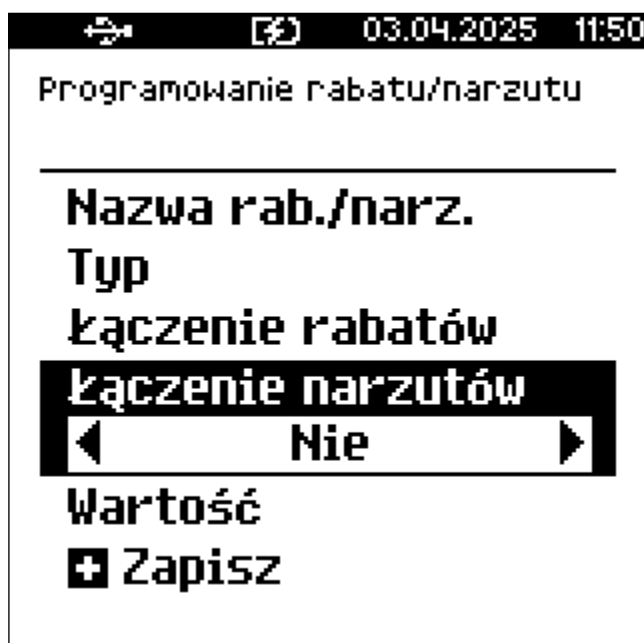 03.04.2025 11:50
Programowanie rabatu/narzutu
Nazwa rab./narz.
Typ
Łączenie rabatów
Łączenie narzutów
Nie
Wartość
Zapisz